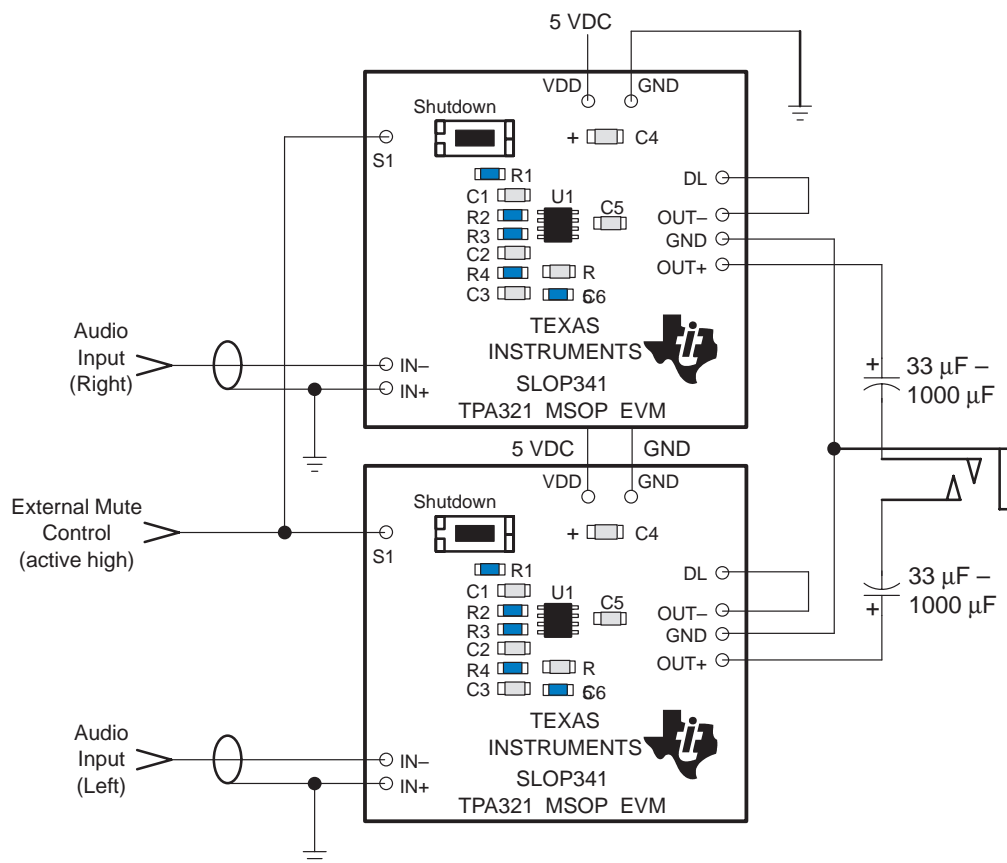 5 VDC
VDD
GND
Shutdown
S1
+
C4
R1
DL
C1
U1
C5
R2
OUT–
R3
GND
C2
OUT+
R4
R
C3
C6
Audio
Input
(Right)
TEXAS
INSTRUMENTS
IN–
IN+
SLOP341
TPA321 MSOP EVM
+
33 μF –
1000 μF
5 VDC
GND
VDD
GND
External Mute
Control
(active high)
Shutdown
S1
+
C4
R1
DL
C1
U1
C5
R2
OUT–
R3
GND
C2
OUT+
R4
R
C3
C6
33 μF –
1000 μF
+
Audio
Input
(Left)
TEXAS
INSTRUMENTS
IN–
IN+
SLOP341
TPA321 MSOP EVM